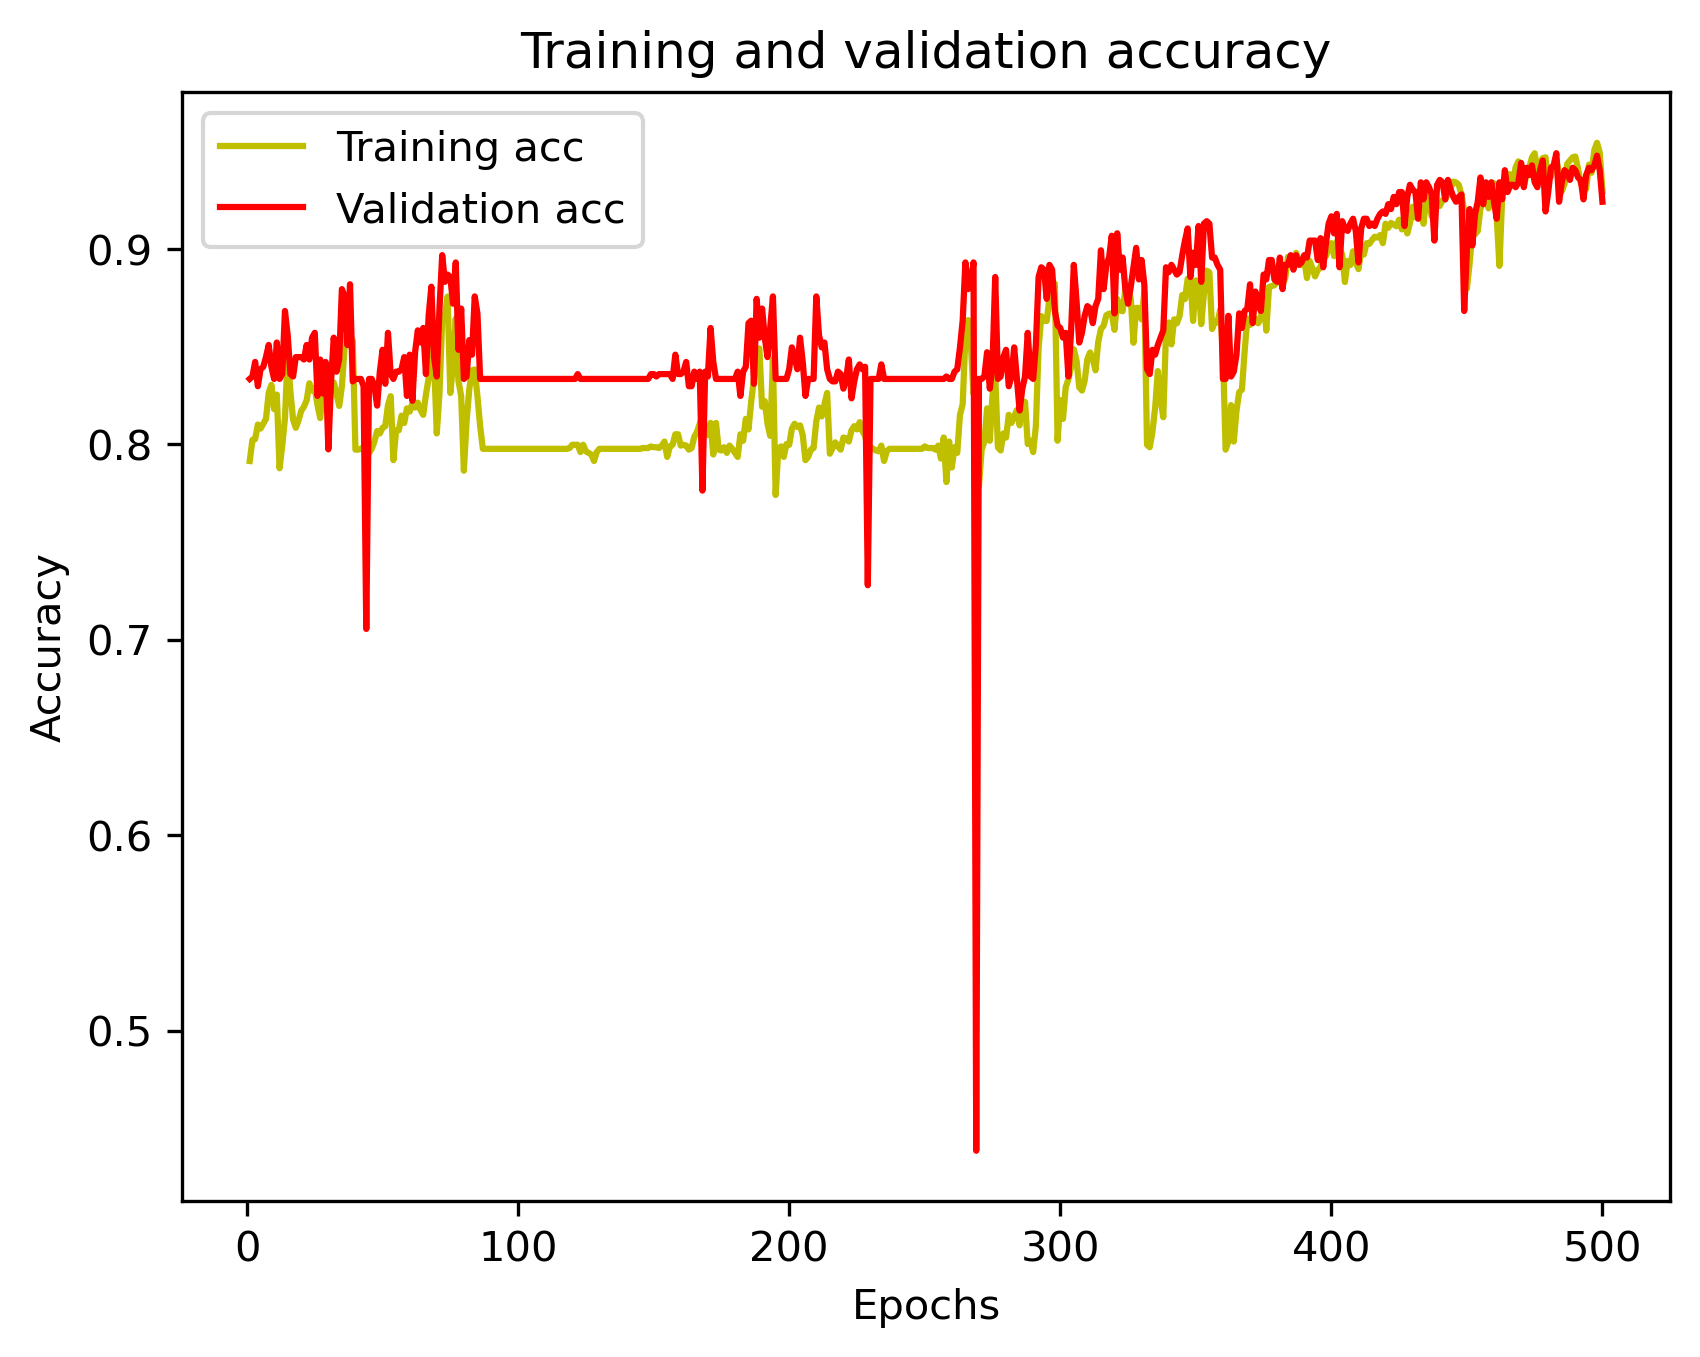 Training and validation accuracy
Training acc
Validation acc
0.9
0.8
0.7
0.6
0.5
Accuracy
0
100
200
300
400
500
Epochs